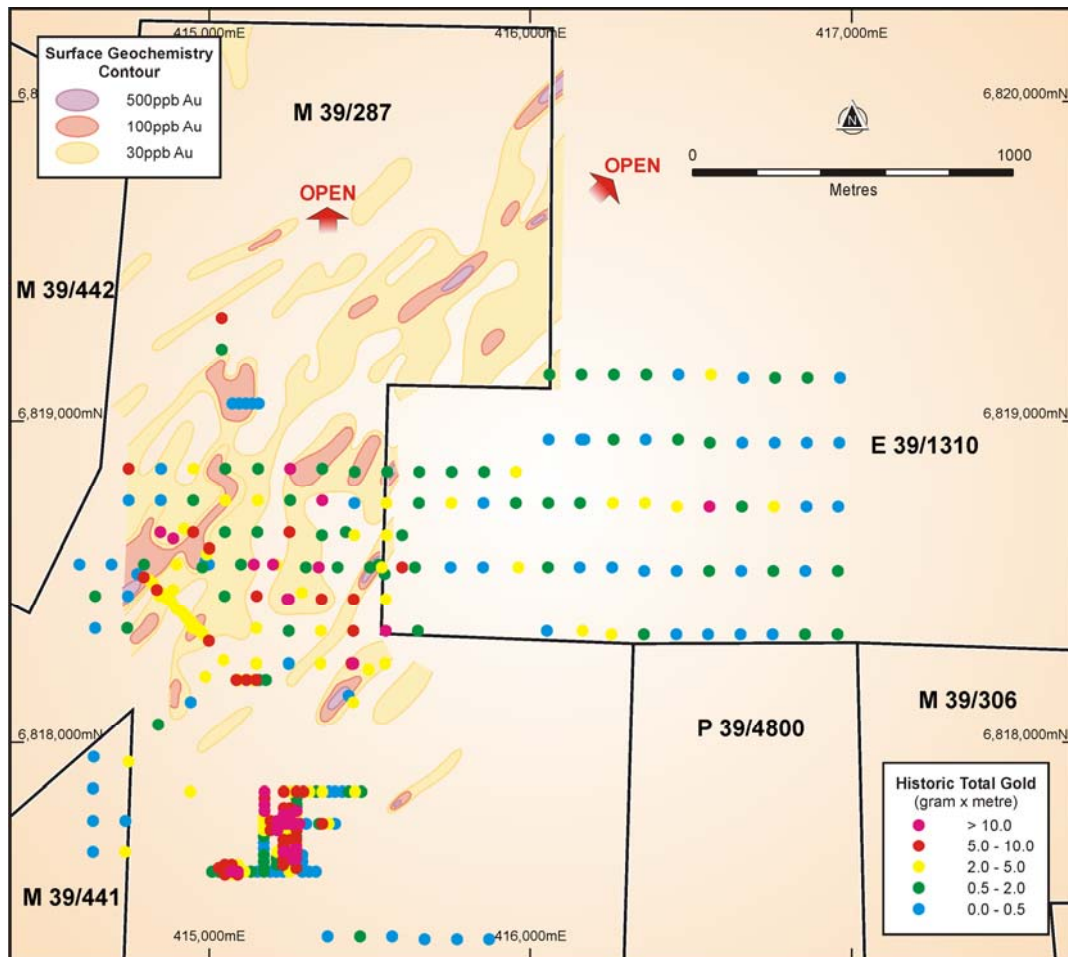 415,000mE
416,000mE
417,000mE
Surface Geochemistry
Contour
500ppb Au
100ppb Au
30ppb Au
6,8
M 39/287
6,820,000mN
N
0
1000
Metres
OPEN
OPEN
M 39/442
6,819,000mN
6,819,000mN
E 39/1310
M 39/306
P 39/4800
6,818,000mN
6,818,000mN
Historic Total Gold
(gram x metre)
> 10.0
5.0 - 10.0
2.0 - 5.0
0.5 - 2.0
0.0 - 0.5
M 39/441
415,000mE
416,000mE